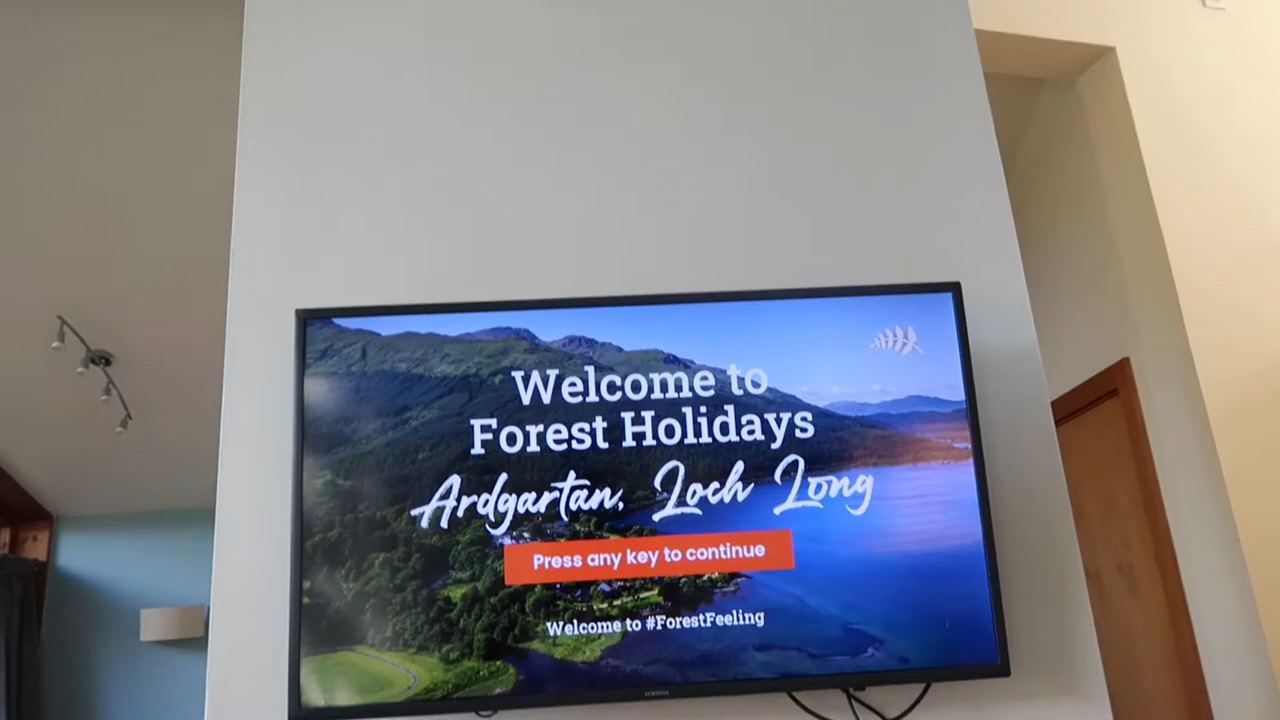 Welcome to
Forest Holidays
Ardgartan, Loch Long
Press any key to continue
Welcome to #ForestFeeling